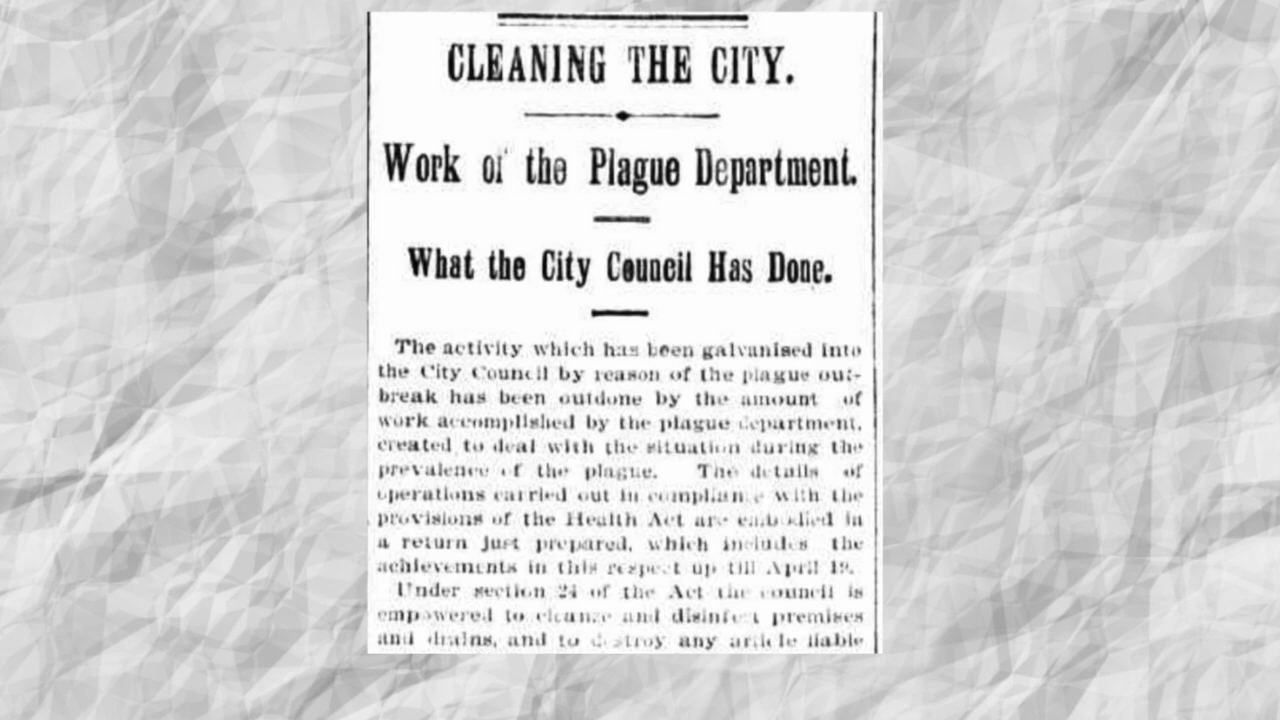 CLEANING THE CITY.
Work of the Plague Department.
What the City Council Has Done.
The activity which has been galvanised into
the City Council by reason of the plague out-
break has been outdone by the amount of
work accomplished by the plague department,
created to deal with the situation during the
prevalence of the plague. The details of
operations carried out in compliance with the
provisions of the Health Act are embodied in
a return just prepared, which includes the
achievements in this respect up till April
Under section 24 of the Act the council is
empowered to cleanse and disinfect premises
and drains, and to destroy any article liable